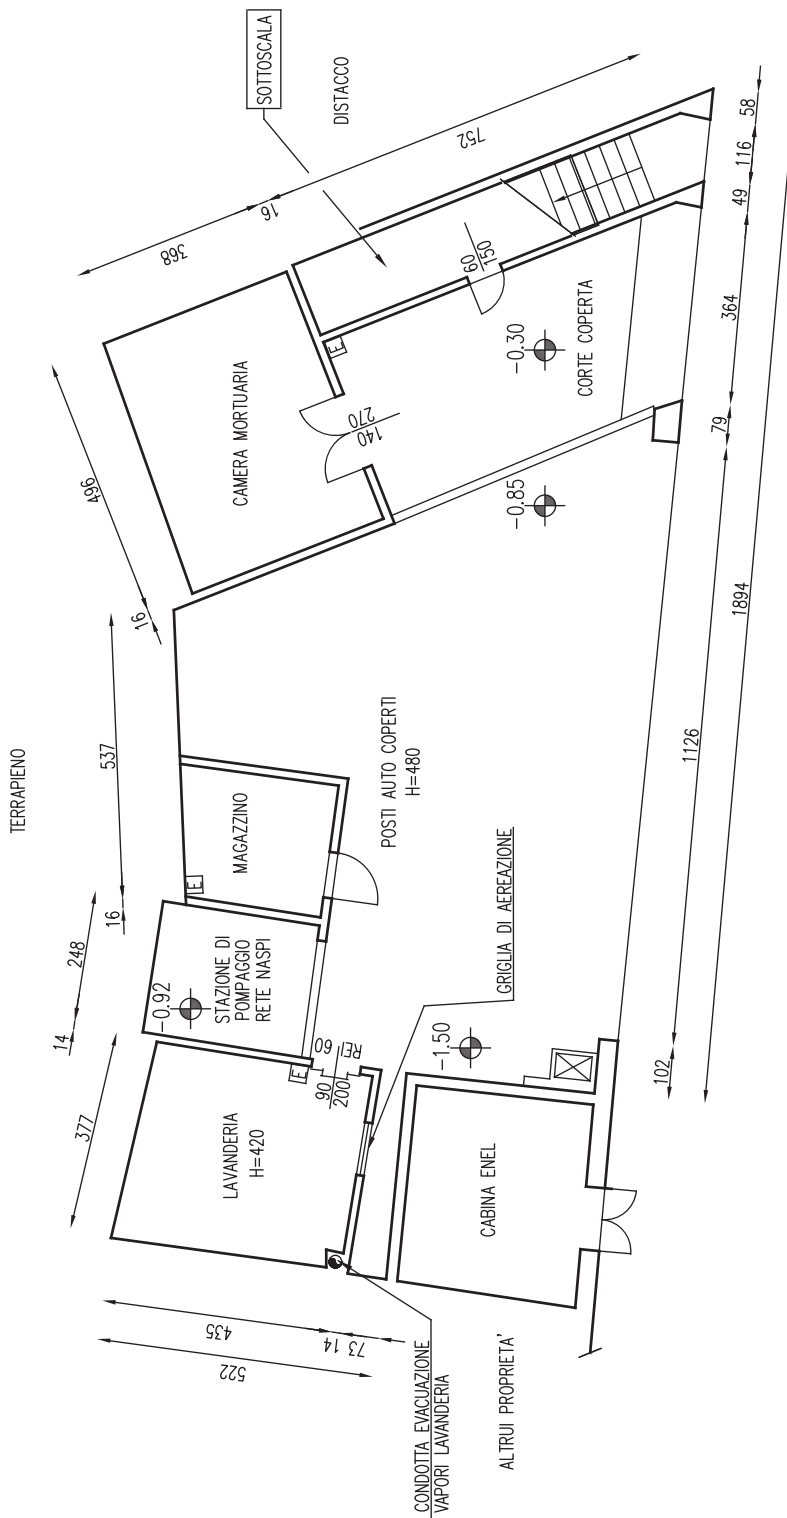 TERRAPIENO
SOTTOSCALA
DISTACCO
752
16
368
496
16
537
16
248
14
377
435
14
73
522
CAMERA MORTUARIA
140
270
E
60
150
-0.30
CORTE COPERTA
-0.85
58
116
49
364
79
1126
1894
102
MAGAZZINO
E
POSTI AUTO COPERTI
H=480
STAZIONE DI
POMPAGGIO
RETE NASPI
-0.92
GRIGLIA DI AEREAZIONE
-1.50
LAVANDERIA
H=420
E
90
200
REI 60
CABINA ENEL
CONDOTTA EVACUAZIONE
VAPORI LAVANDERIA
ALTRUI PROPRIETA'